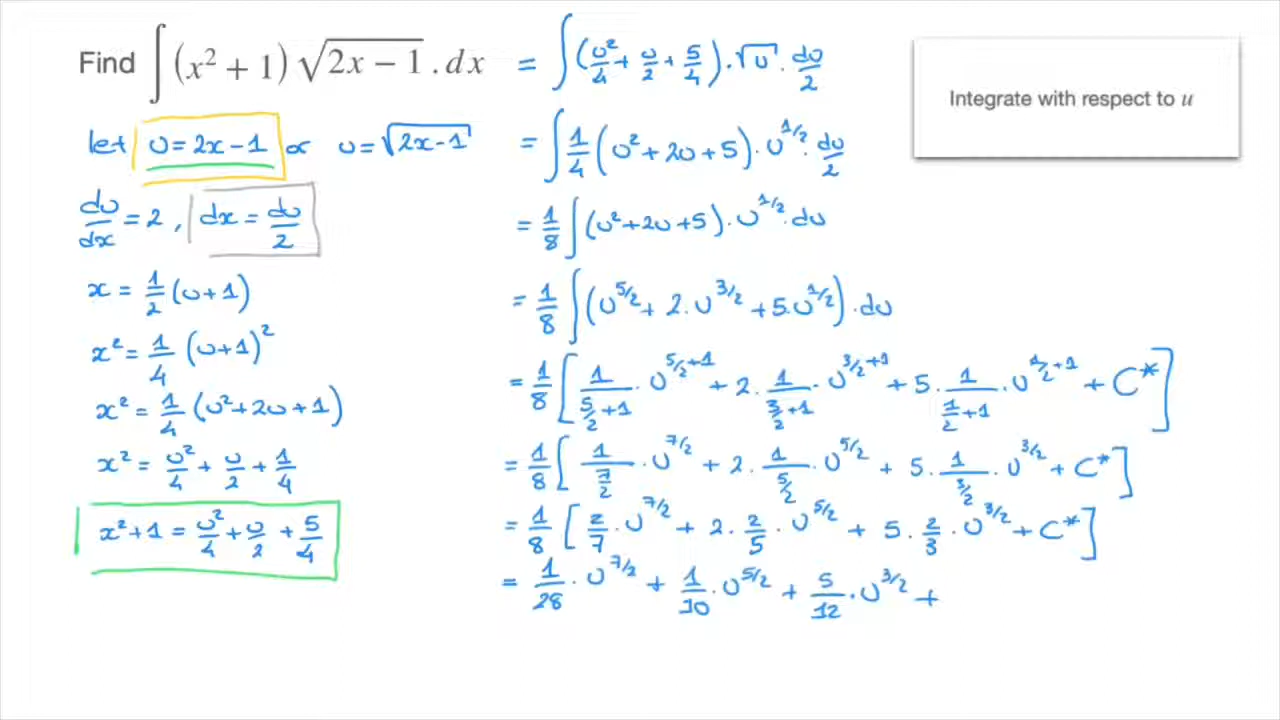 Find ∫ (x² + 1) √(2x − 1) . dx = ∫ (u²/4 + u/2 + 5/4) . √u . du/2
Integrate with respect to u
let u = 2x − 1 or u = √(2x − 1)
= ∫ 1/4 (u² + 2u + 5) . u^(1/2) . du/2
du/dx = 2 , dx = du/2
= 1/8 ∫ (u² + 2u + 5) . u^(1/2) . du
x = 1/2 (u + 1)
= 1/8 ∫ (u^(5/2) + 2 . u^(3/2) + 5 . u^(1/2)) . du
x² = 1/4 (u + 1)²
= 1/8 [ 1/(5/2 + 1) . u^(5/2 + 1) + 2 . 1/(3/2 + 1) . u^(3/2 + 1) + 5 . 1/(1/2 + 1) . u^(1/2 + 1) + C* ]
x² = 1/4 (u² + 2u + 1)
x² = u²/4 + u/2 + 1/4
= 1/8 [ 1/(7/2) . u^(7/2) + 2 . 1/(5/2) . u^(5/2) + 5 . 1/(3/2) . u^(3/2) + C* ]
x² + 1 = u²/4 + u/2 + 5/4
= 1/8 [ 2/7 . u^(7/2) + 2 . 2/5 . u^(5/2) + 5 . 2/3 . u^(3/2) + C* ]
= 1/28 . u^(7/2) + 1/10 . u^(5/2) + 5/12 . u^(3/2) +